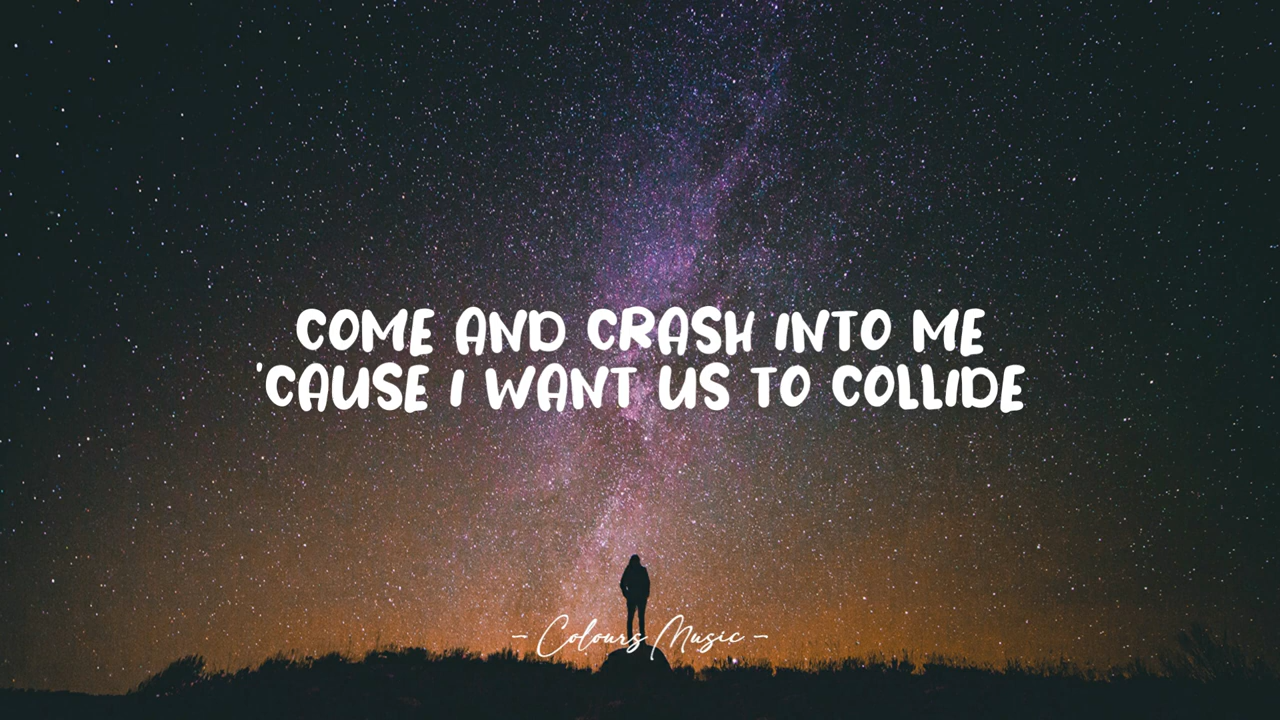 COME AND CRASH INTO ME
'CAUSE I WANT US TO COLLIDE
- Colours Music -